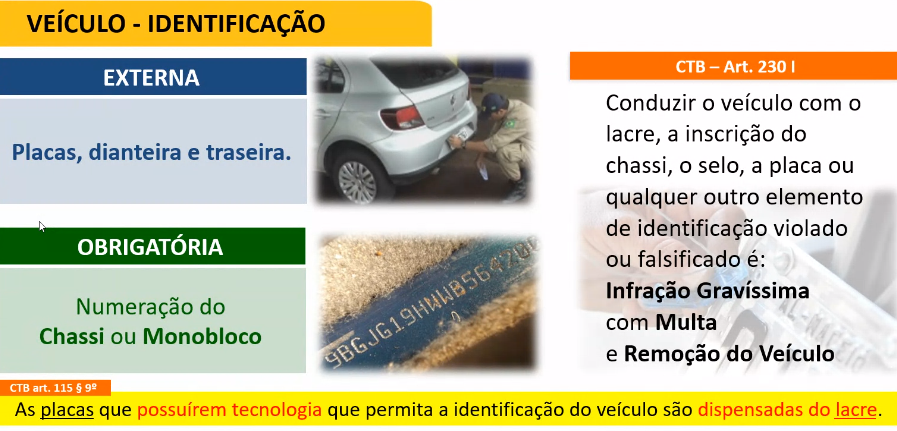 VEÍCULO - IDENTIFICAÇÃO
EXTERNA
Placas, dianteira e traseira.
OBRIGATÓRIA
Numeração do
Chassi ou Monobloco
CTB – Art. 230 I
Conduzir o veículo com o
lacre, a inscrição do
chassi, o selo, a placa ou
qualquer outro elemento
de identificação violado
ou falsificado é:
Infração Gravíssima
com Multa
e Remoção do Veículo
CTB art. 115 § 9º
As placas que possuírem tecnologia que permita a identificação do veículo são dispensadas do lacre.